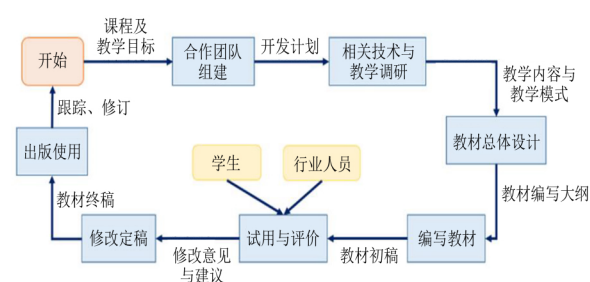 开始
课程及
教学目标
合作团队
组建
开发计划
相关技术与
教学调研
教学内容与
教学模式
教材总体设计
教材编写大纲
编写教材
教材初稿
学生
行业人员
试用与评价
修改意见
与建议
修改定稿
教材终稿
出版使用
跟踪、修订